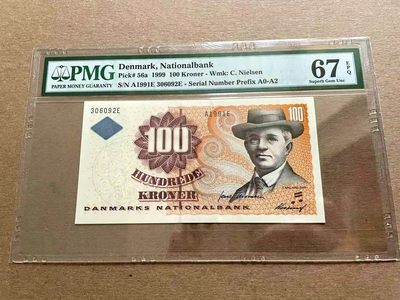 PMG
PAPER MONEY GUARANTY
Denmark, Nationalbank
Pick# 56a 1999 100 Kroner - Wmk: C. Nielsen
S/N A1991E 306092E - Serial Number Prefix A0-A2
67 EPQ
Superb Gem Unc
306092E
A1991E
100
100
HUNDREDE
KRONER
DANMARKS NATIONALBANK